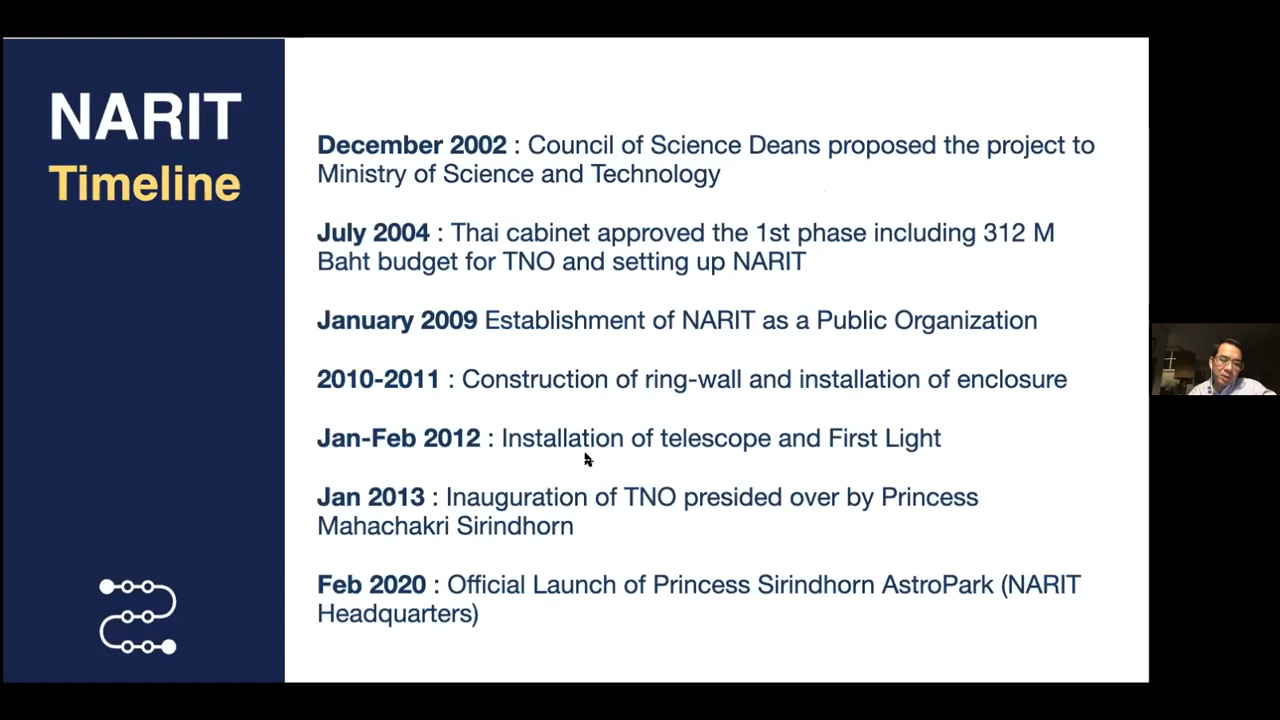 NARIT
Timeline
December 2002 : Council of Science Deans proposed the project to
Ministry of Science and Technology
July 2004 : Thai cabinet approved the 1st phase including 312 M
Baht budget for TNO and setting up NARIT
January 2009 Establishment of NARIT as a Public Organization
2010-2011 : Construction of ring-wall and installation of enclosure
Jan-Feb 2012 : Installation of telescope and First Light
Jan 2013 : Inauguration of TNO presided over by Princess
Mahachakri Sirindhorn
Feb 2020 : Official Launch of Princess Sirindhorn AstroPark (NARIT
Headquarters)